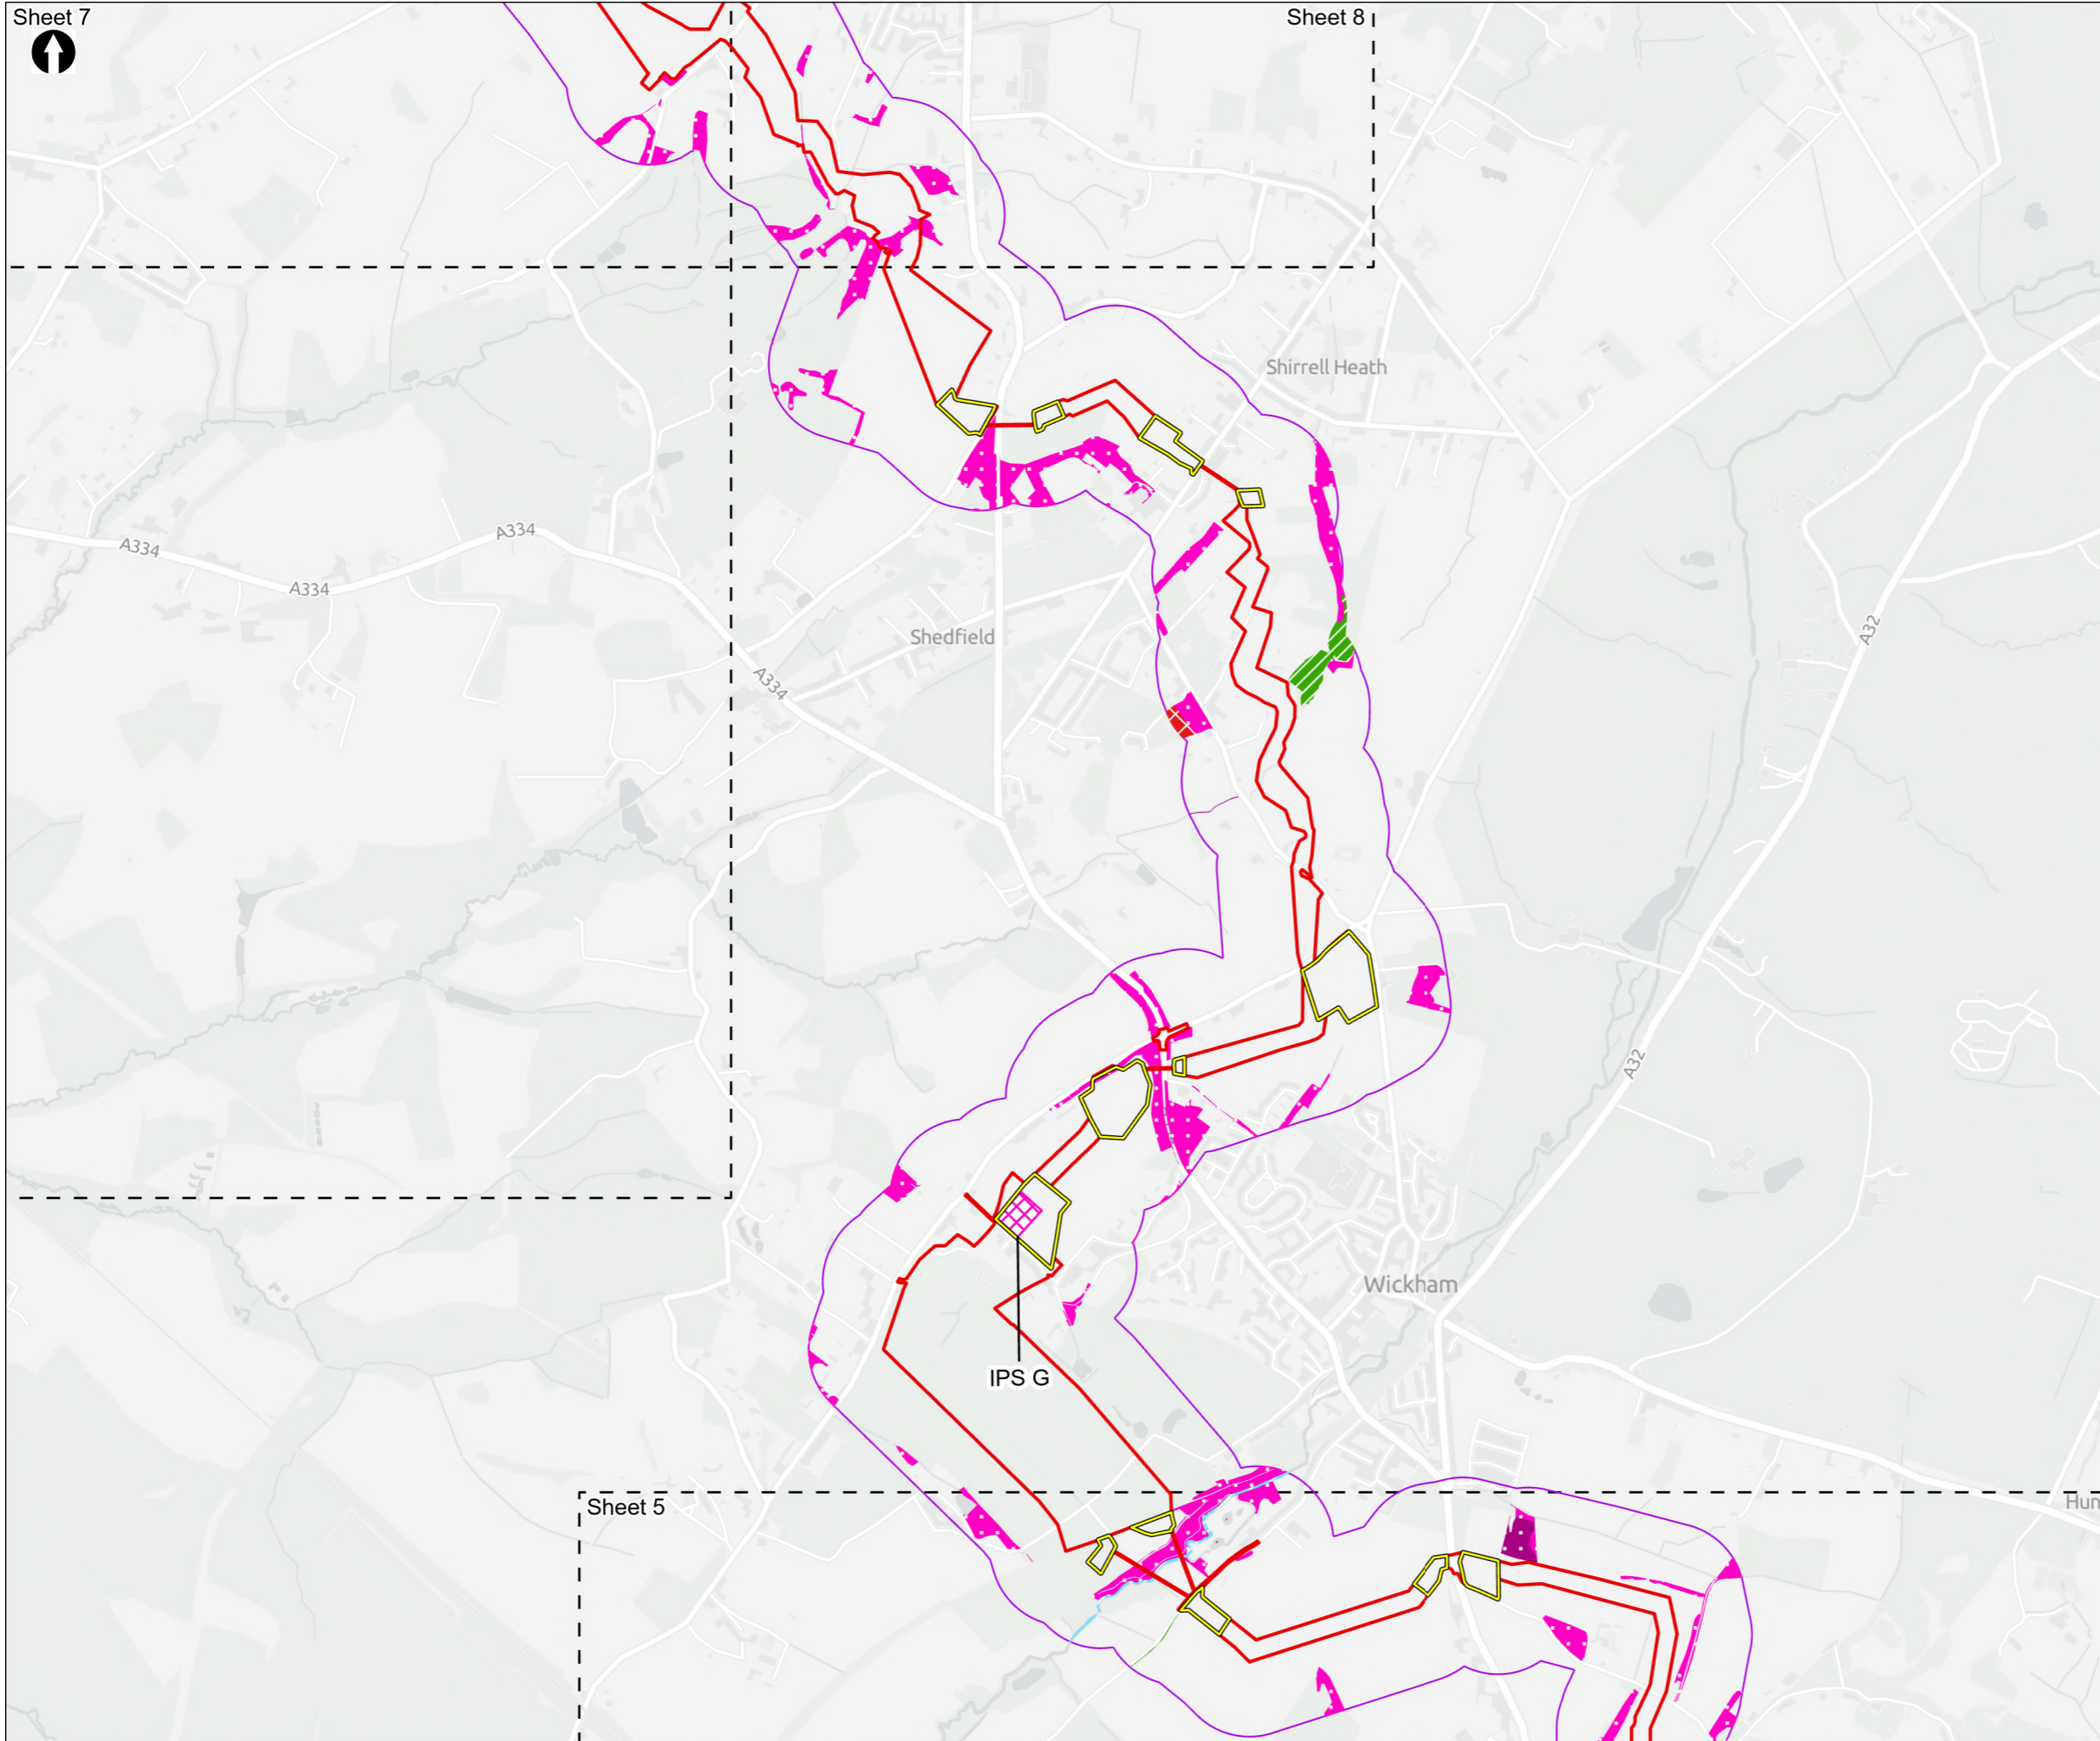 Sheet 7
Sheet 8
Shirrell Heath
A334
A334
A334
Shedfield
A334
A32
A32
Wickham
IPS G
Sheet 5
Hun